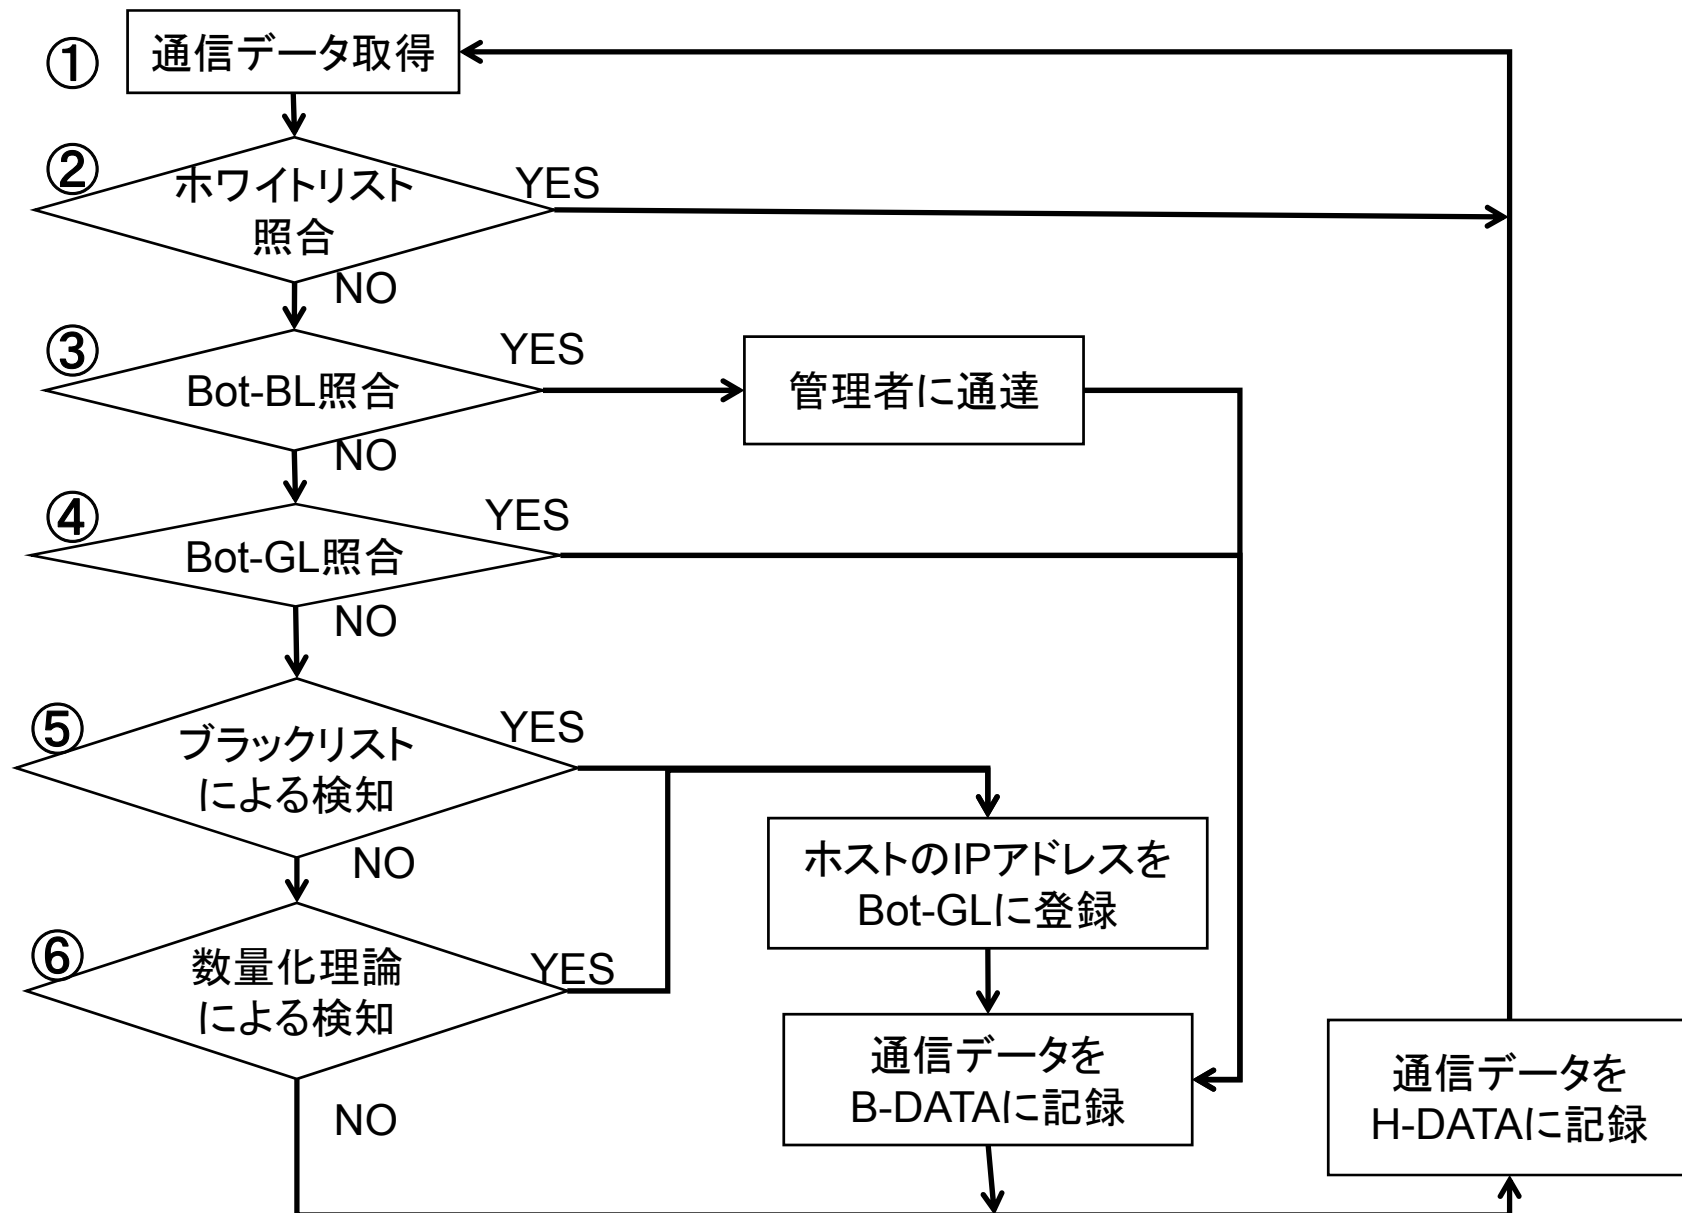 ①
通信データ取得
②
ホワイトリスト
照合
YES
NO
③
Bot-BL照合
YES
管理者に通達
NO
④
Bot-GL照合
YES
NO
⑤
ブラックリスト
による検知
YES
NO
ホストのIPアドレスを
Bot-GLに登録
⑥
数量化理論
による検知
YES
NO
通信データを
B-DATAに記録
通信データを
H-DATAに記録